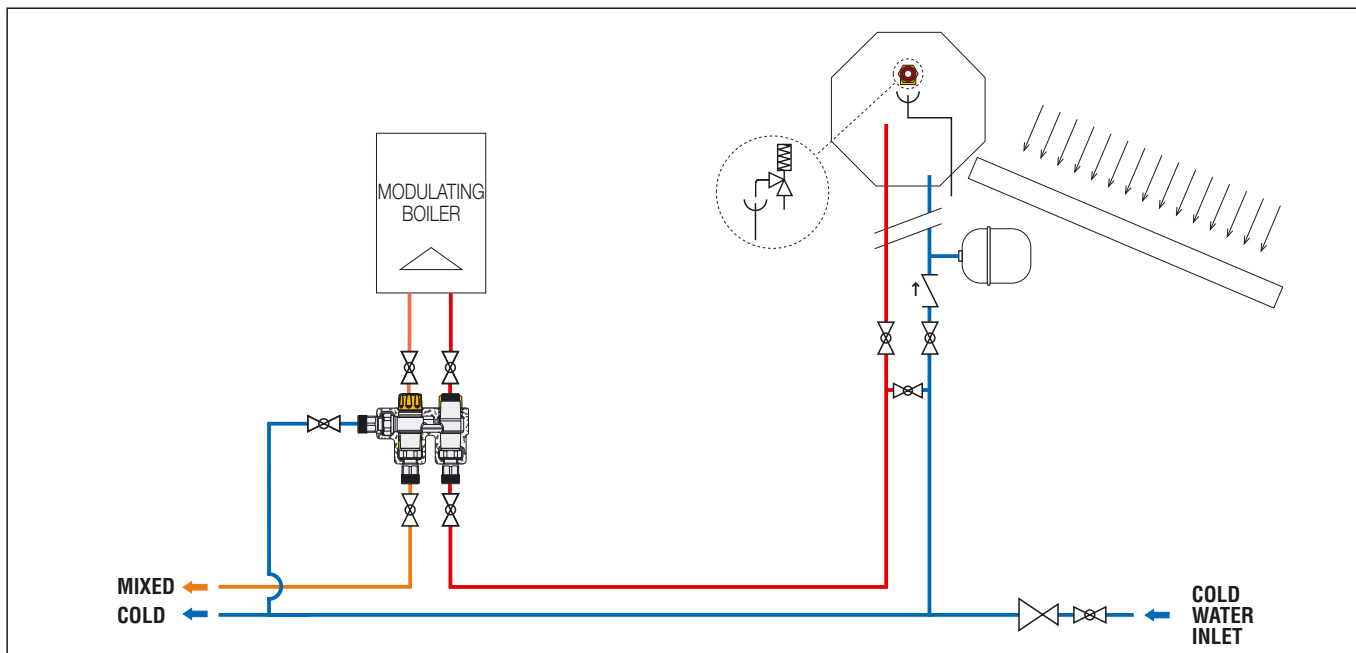 MODULATING
BOILER
MIXED
COLD
COLD
WATER
INLET